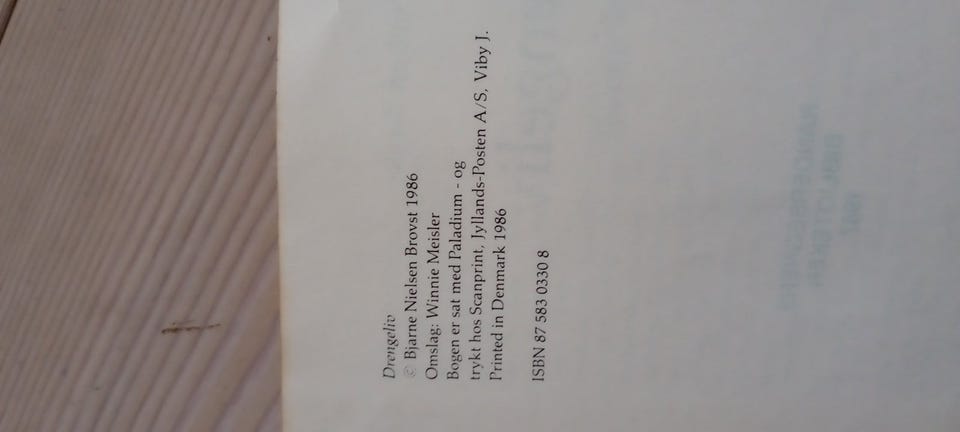 Drengeliv
© Bjarne Nielsen Brovst 1986
Omslag: Winnie Meisler
Bogen er sat med Paladium - og
trykt hos Scanprint, Jyllands-Posten A/S, Viby J.
Printed in Denmark 1986
ISBN 87 583 0330 8